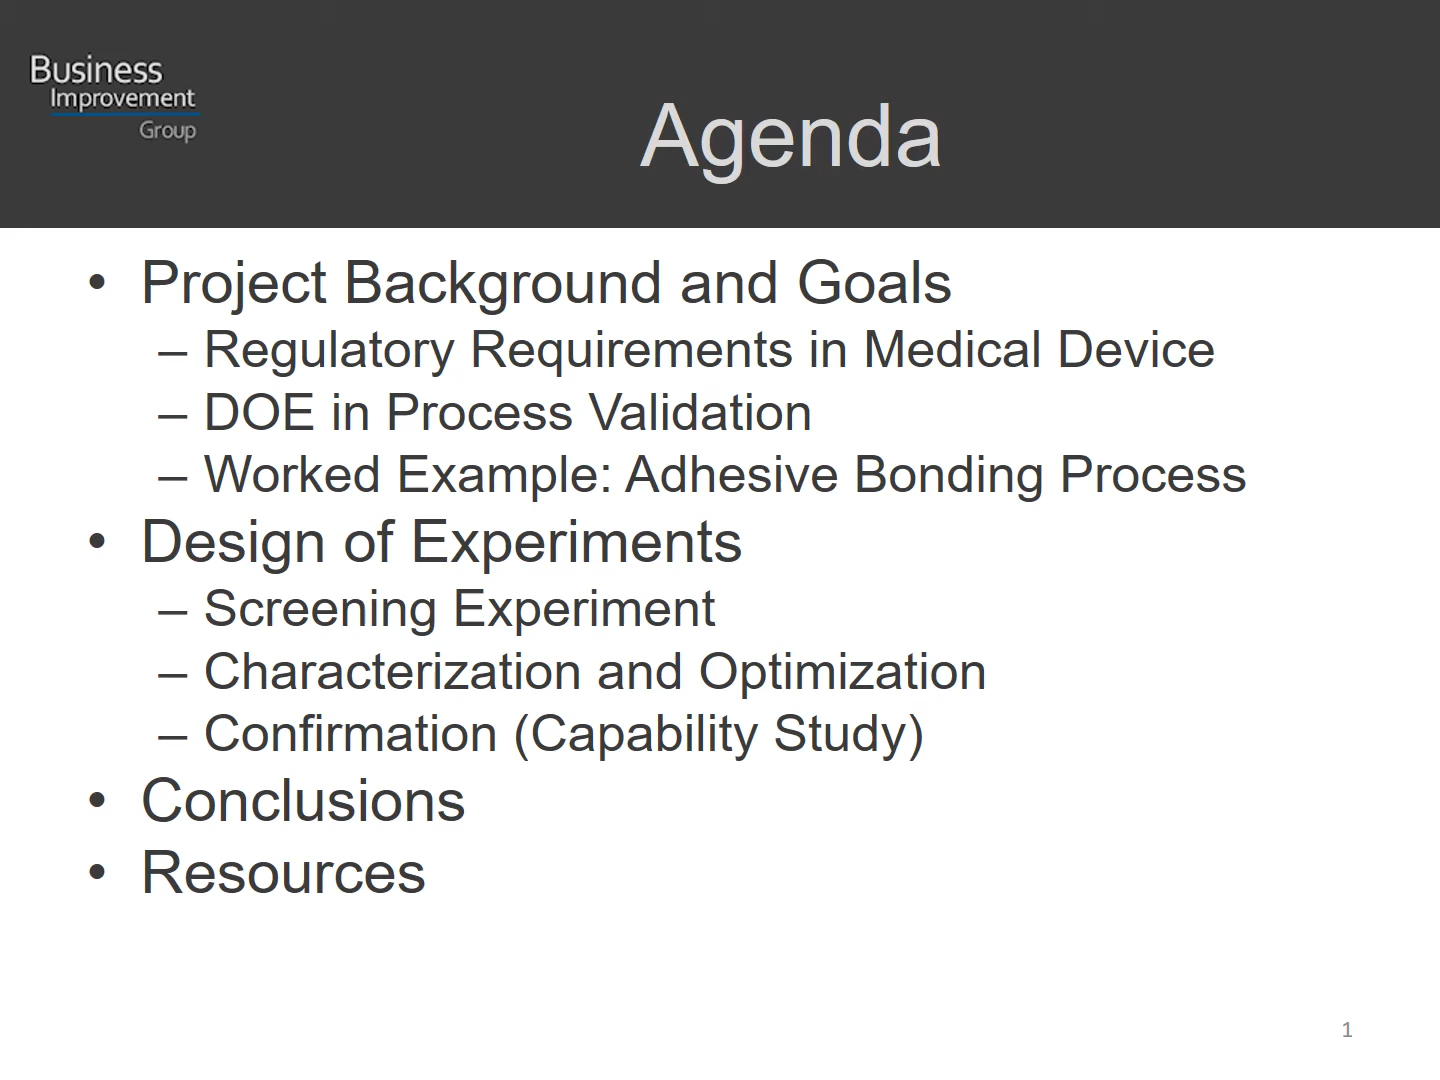 Business
Improvement
Group
Agenda
• Project Background and Goals
– Regulatory Requirements in Medical Device
– DOE in Process Validation
– Worked Example: Adhesive Bonding Process
• Design of Experiments
– Screening Experiment
– Characterization and Optimization
– Confirmation (Capability Study)
• Conclusions
• Resources
1